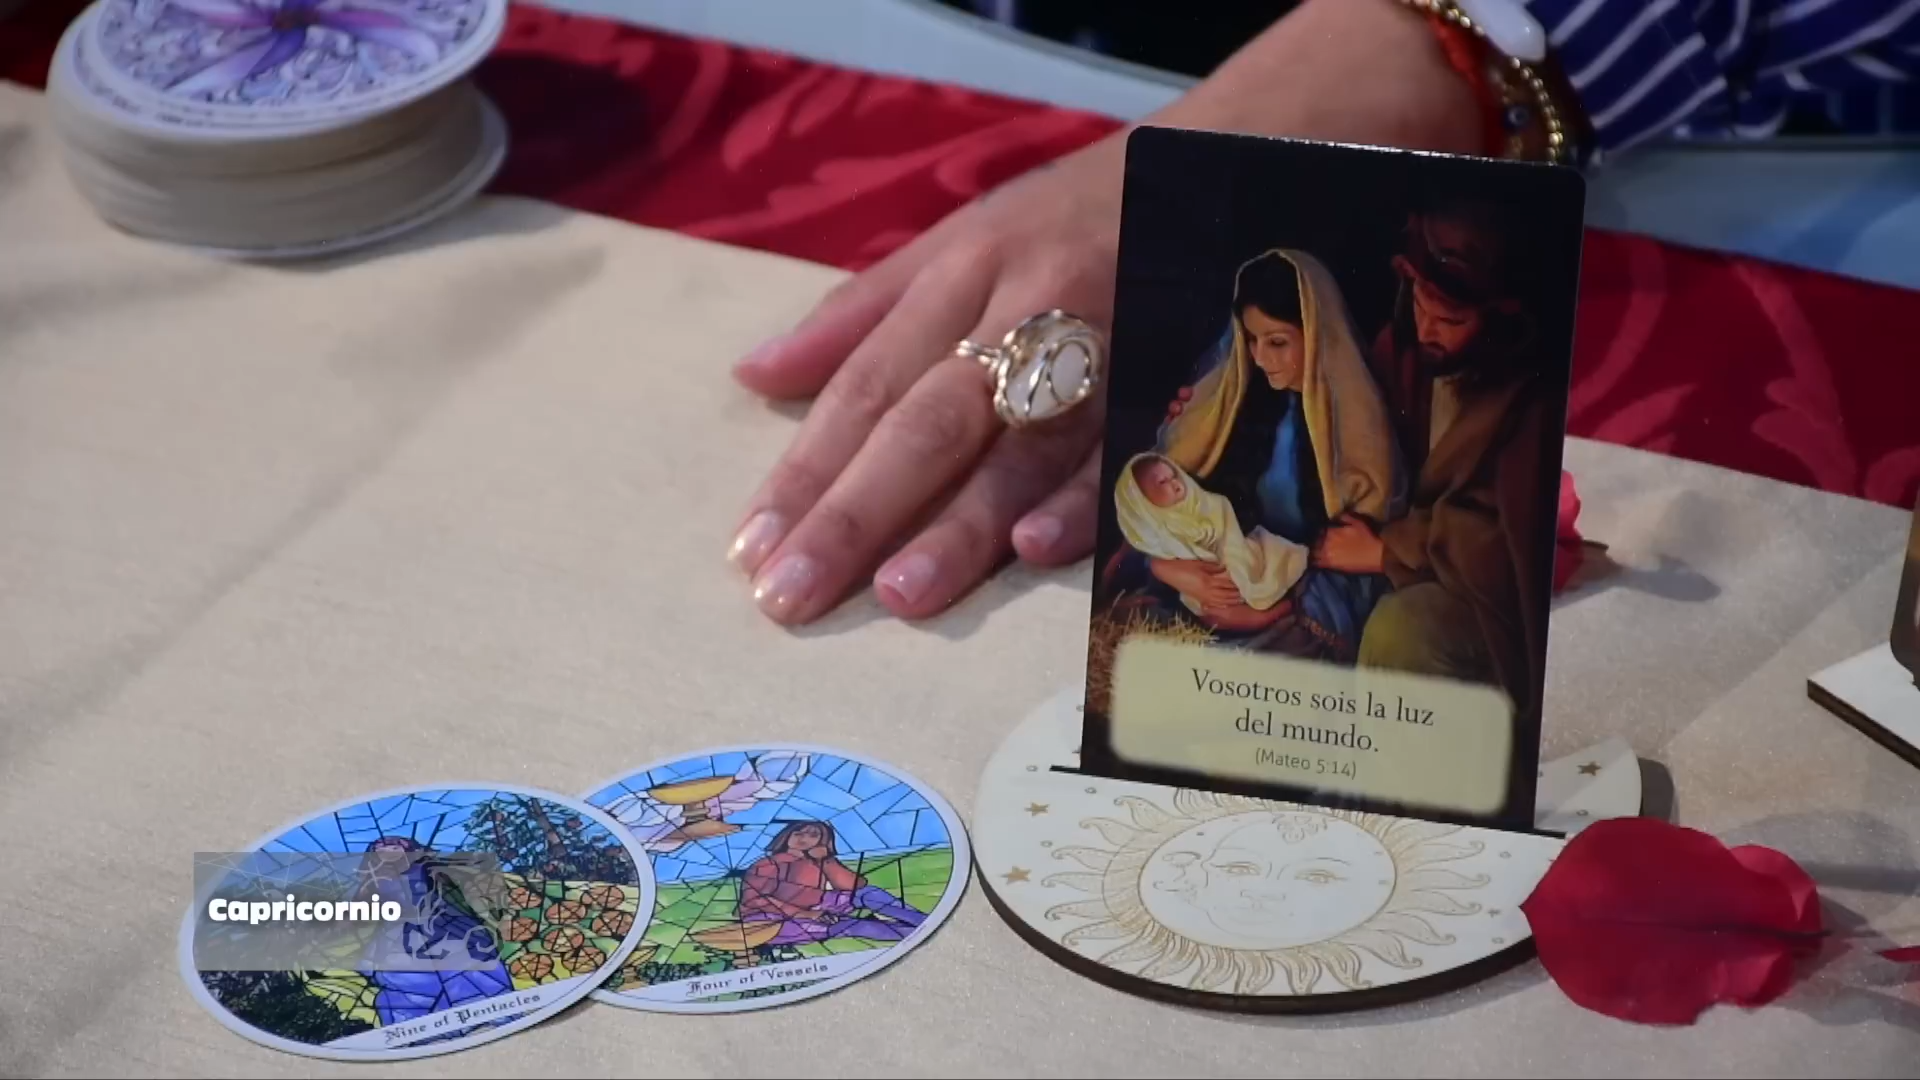 Vosotros sois la luz
del mundo.
(Mateo 5:14)
Capricornio
Nine of Pentacles
Four of Vessels